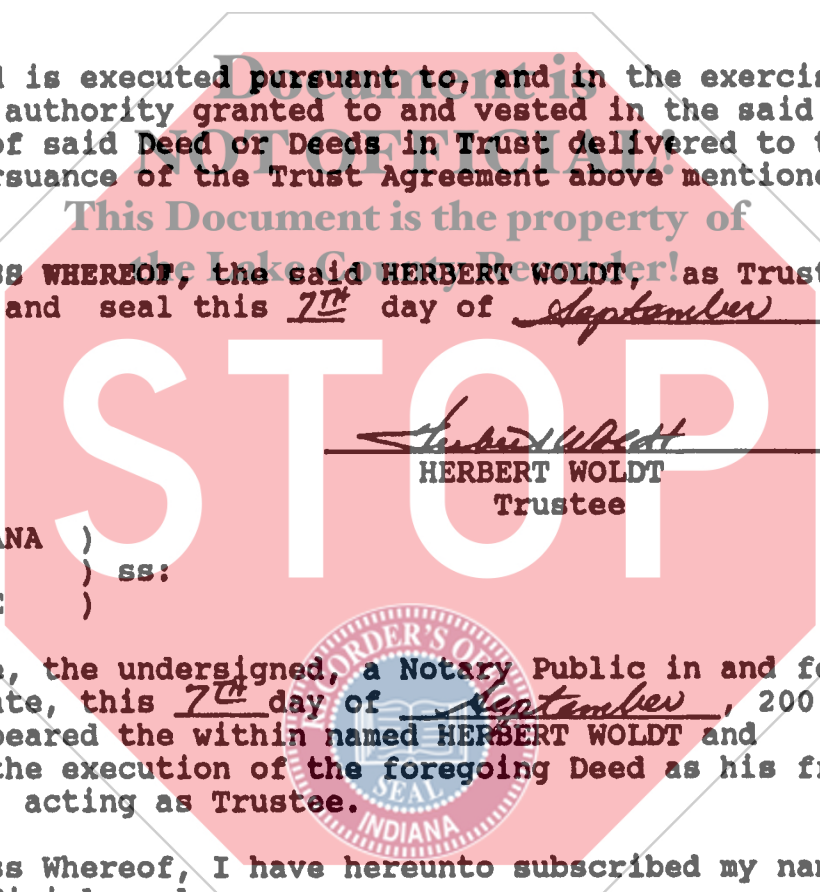 Document is
d is executed pursuant to, and in the exercis
authority granted to and vested in the said
of said Deed or Deeds in Trust delivered to t
NOT OFFICIAL!
rsuance of the Trust Agreement above mentione
This Document is the property of
the Lake County Recorder!
SS WHEREOF, the said HERBERT WOLDT, as Trust
and seal this 7TH day of September
STOP
Herbert Woldt
HERBERT WOLDT
Trustee
ANA )
) ss:
)
e, the undersigned, a Notary Public in and fo
ate, this 7TH day of September, 200
peared the within named HERBERT WOLDT and
the execution of the foregoing Deed as his fr
acting as Trustee.
RECORDER'S OF
SEAL
INDIANA
ss Whereof, I have hereunto subscribed my nam